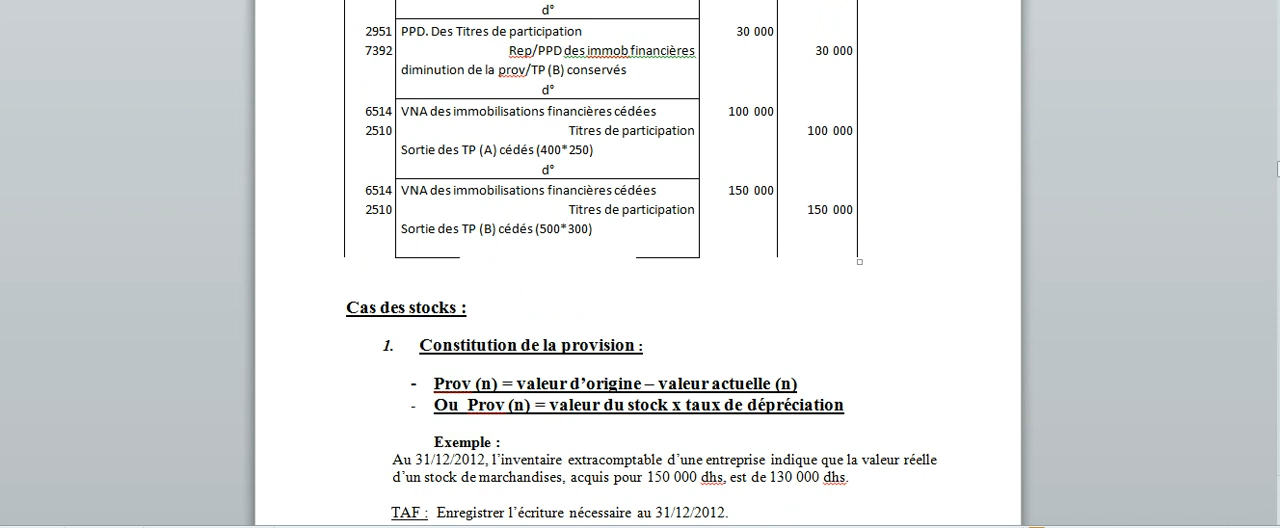 d°
2951 PPD. Des Titres de participation 30 000
7392 Rep/PPD des immob financières 30 000
diminution de la prov/TP (B) conservés
d°
6514 VNA des immobilisations financières cédées 100 000
2510 Titres de participation 100 000
Sortie des TP (A) cédés (400*250)
d°
6514 VNA des immobilisations financières cédées 150 000
2510 Titres de participation 150 000
Sortie des TP (B) cédés (500*300)
Cas des stocks :
1. Constitution de la provision :
- Prov (n) = valeur d’origine – valeur actuelle (n)
- Ou Prov (n) = valeur du stock x taux de dépréciation
Exemple :
Au 31/12/2012, l’inventaire extracomptable d’une entreprise indique que la valeur réelle
d’un stock de marchandises, acquis pour 150 000 dhs, est de 130 000 dhs.
TAF : Enregistrer l’écriture nécessaire au 31/12/2012.